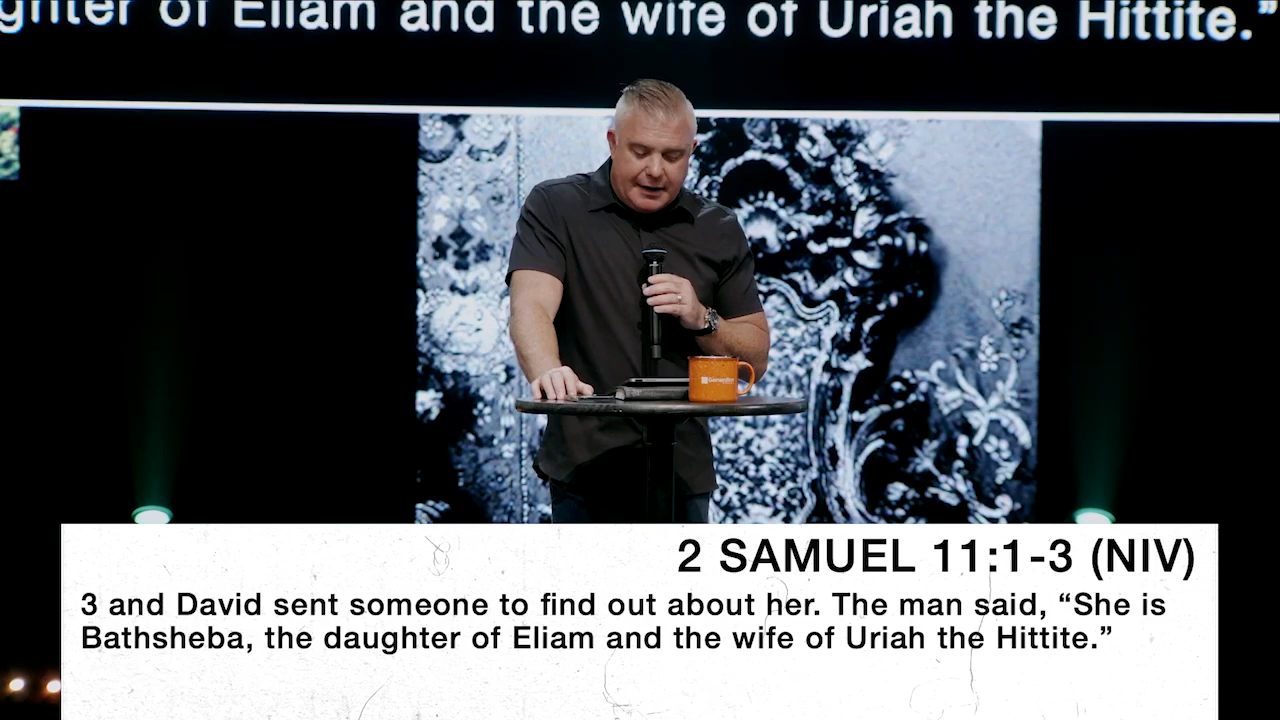 ghter of Eliam and the wife of Uriah the Hittite.”
2 SAMUEL 11:1-3 (NIV)
3 and David sent someone to find out about her. The man said, “She is
Bathsheba, the daughter of Eliam and the wife of Uriah the Hittite.”